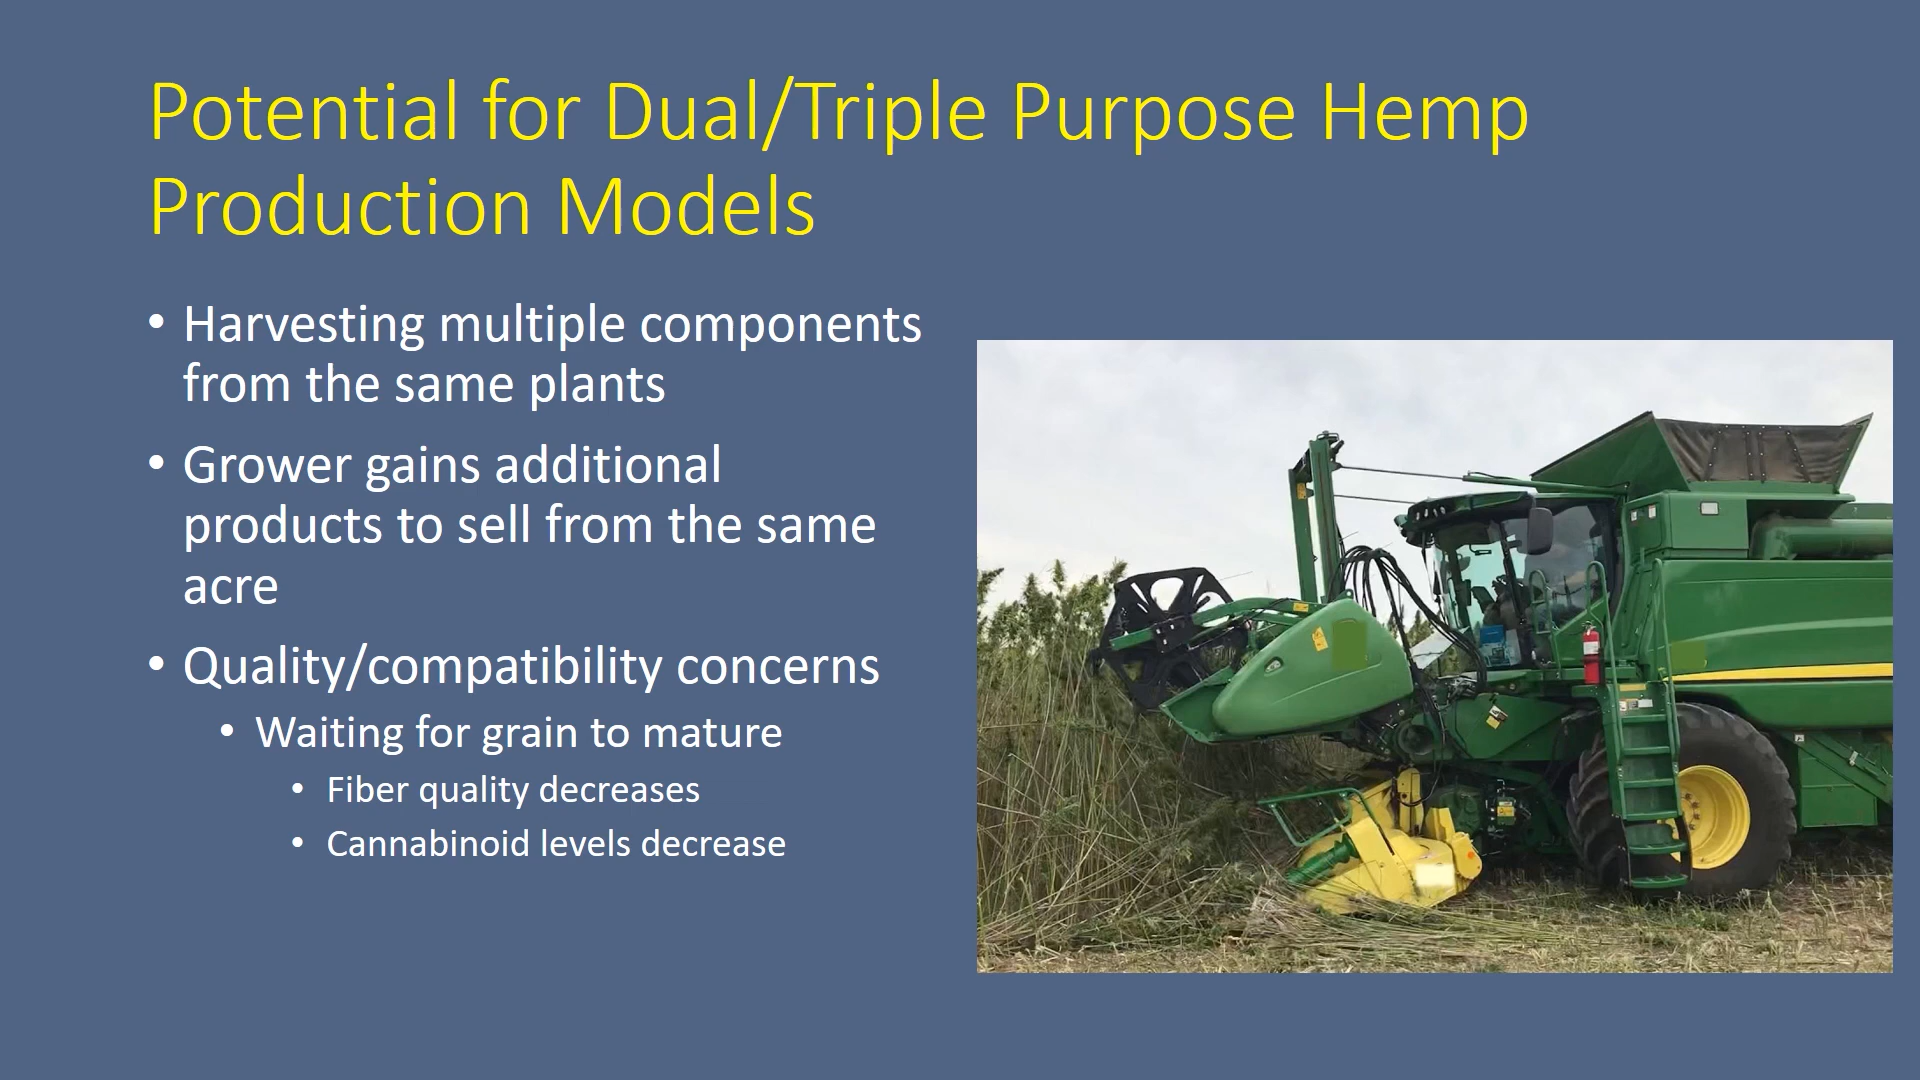 Potential for Dual/Triple Purpose Hemp
Production Models
• Harvesting multiple components
from the same plants
• Grower gains additional
products to sell from the same
acre
• Quality/compatibility concerns
• Waiting for grain to mature
• Fiber quality decreases
• Cannabinoid levels decrease